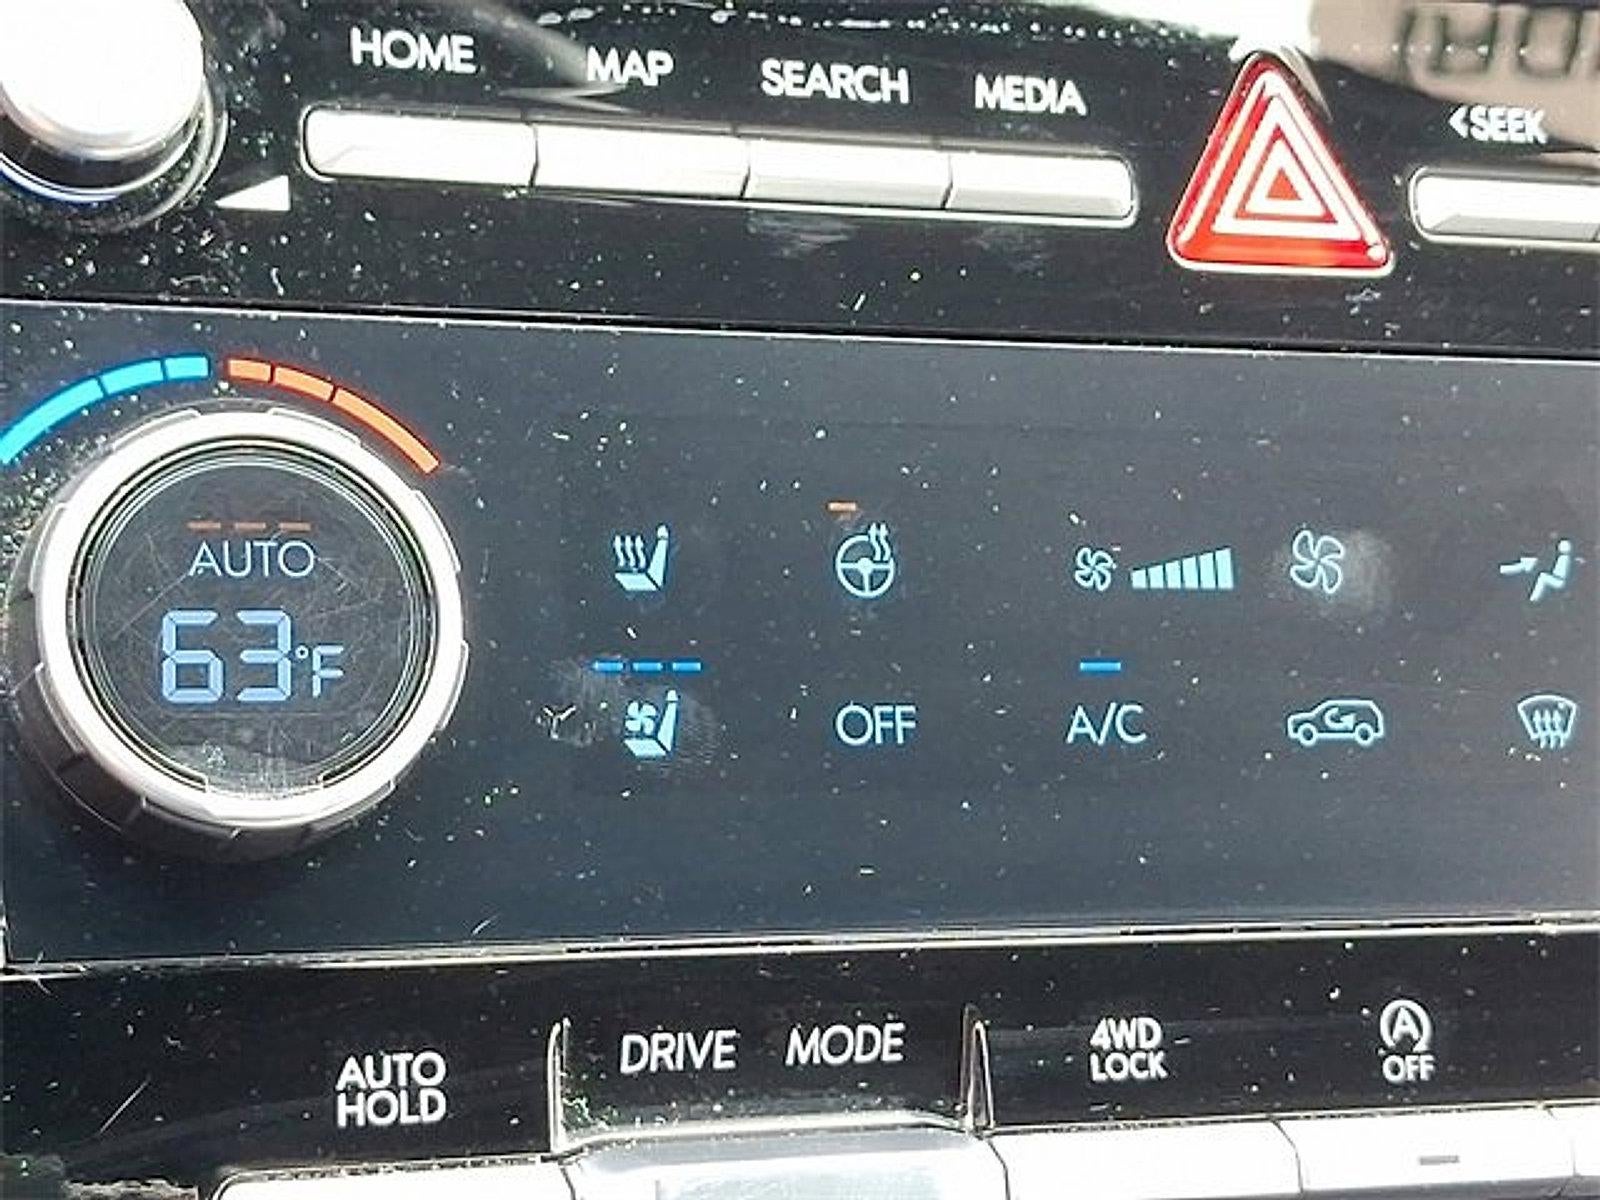 HOME MAP SEARCH MEDIA
<SEEK
AUTO
63°F
OFF A/C
AUTO
HOLD
DRIVE MODE
4WD
LOCK
A
OFF